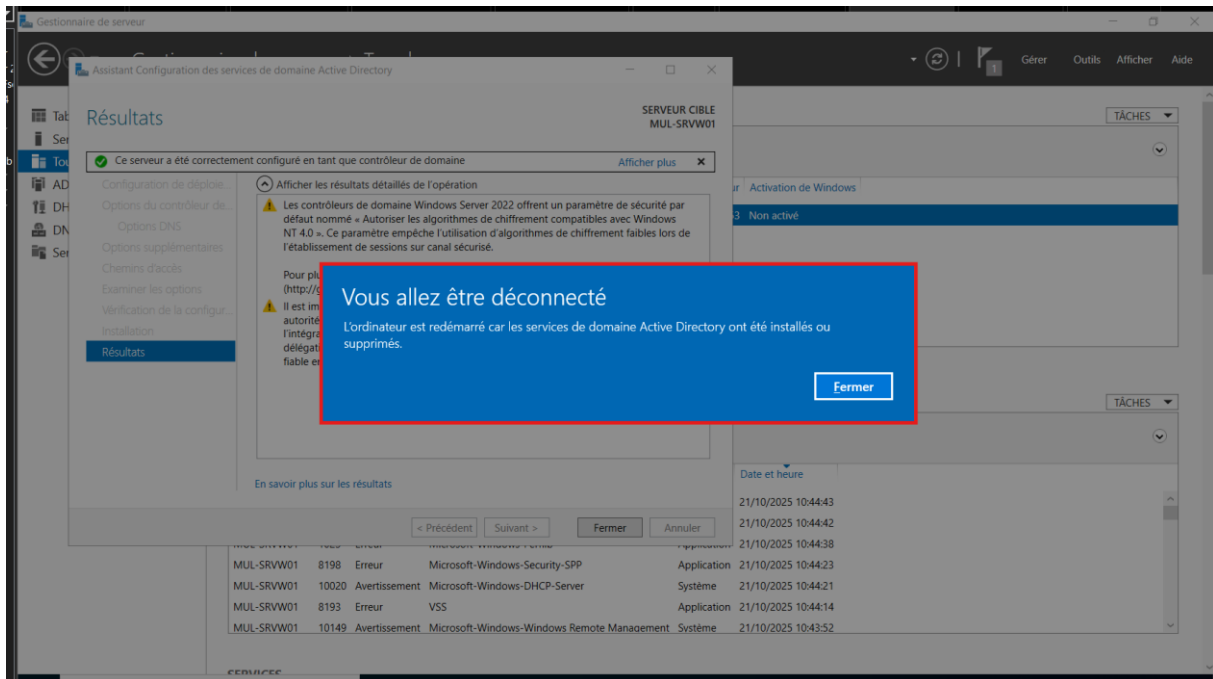 Gestionnaire de serveur
Gérer Outils Afficher Aide
1
Assistant Configuration des services de domaine Active Directory
Résultats
SERVEUR CIBLE
MUL-SRVW01
TÂCHES
Ce serveur a été correctement configuré en tant que contrôleur de domaine Afficher plus
Configuration de déploie...
Options du contrôleur de...
Options DNS
Options supplémentaires
Chemins d'accès
Examiner les options
Vérification de la configur...
Installation
Résultats
Afficher les résultats détaillés de l'opération
Les contrôleurs de domaine Windows Server 2022 offrent un paramètre de sécurité par
défaut nommé « Autoriser les algorithmes de chiffrement compatibles avec Windows
NT 4.0 ». Ce paramètre empêche l'utilisation d'algorithmes de chiffrement faibles lors de
l'établissement de sessions sur canal sécurisé.
Pour
(http://g
Il est im
autorité
l'intégra
délégat
fiable
Activation de Windows
Non activé
Vous allez être déconnecté
L'ordinateur est redémarré car les services de domaine Active Directory ont été installés ou
supprimés.
Fermer
TÂCHES
En savoir plus sur les résultats
< Précédent Suivant > Fermer Annuler
Date et heure
21/10/2025 10:44:43
21/10/2025 10:44:42
21/10/2025 10:44:38
MUL-SRVW01 8198 Erreur Microsoft-Windows-Security-SPP Application 21/10/2025 10:44:23
MUL-SRVW01 10020 Avertissement Microsoft-Windows-DHCP-Server Système 21/10/2025 10:44:21
MUL-SRVW01 8193 Erreur VSS Application 21/10/2025 10:44:14
MUL-SRVW01 10149 Avertissement Microsoft-Windows-Windows Remote Management Système 21/10/2025 10:43:52